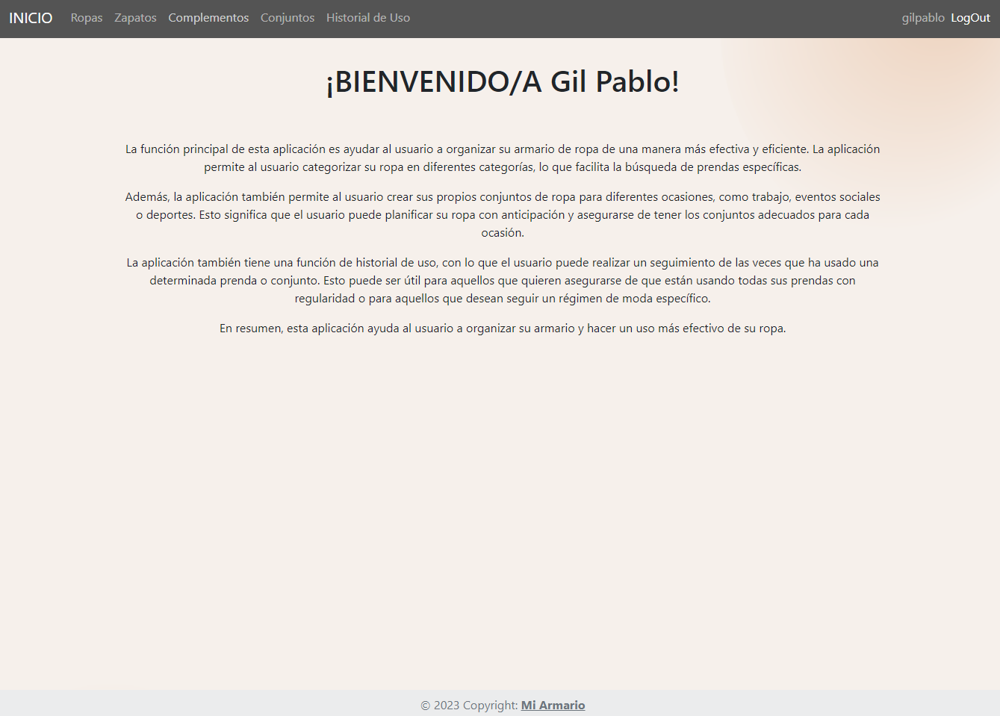 INICIO Ropas Zapatos Complementos Conjuntos Historial de Uso gilpablo LogOut
¡BIENVENIDO/A Gil Pablo!
La función principal de esta aplicación es ayudar al usuario a organizar su armario de ropa de una manera más efectiva y eficiente. La aplicación
permite al usuario categorizar su ropa en diferentes categorías, lo que facilita la búsqueda de prendas específicas.
Además, la aplicación también permite al usuario crear sus propios conjuntos de ropa para diferentes ocasiones, como trabajo, eventos sociales
o deportes. Esto significa que el usuario puede planificar su ropa con anticipación y asegurarse de tener los conjuntos adecuados para cada
ocasión.
La aplicación también tiene una función de historial de uso, con lo que el usuario puede realizar un seguimiento de las veces que ha usado una
determinada prenda o conjunto. Esto puede ser útil para aquellos que quieren asegurarse de que están usando todas sus prendas con
regularidad o para aquellos que desean seguir un régimen de moda específico.
En resumen, esta aplicación ayuda al usuario a organizar su armario y hacer un uso más efectivo de su ropa.
© 2023 Copyright: Mi Armario